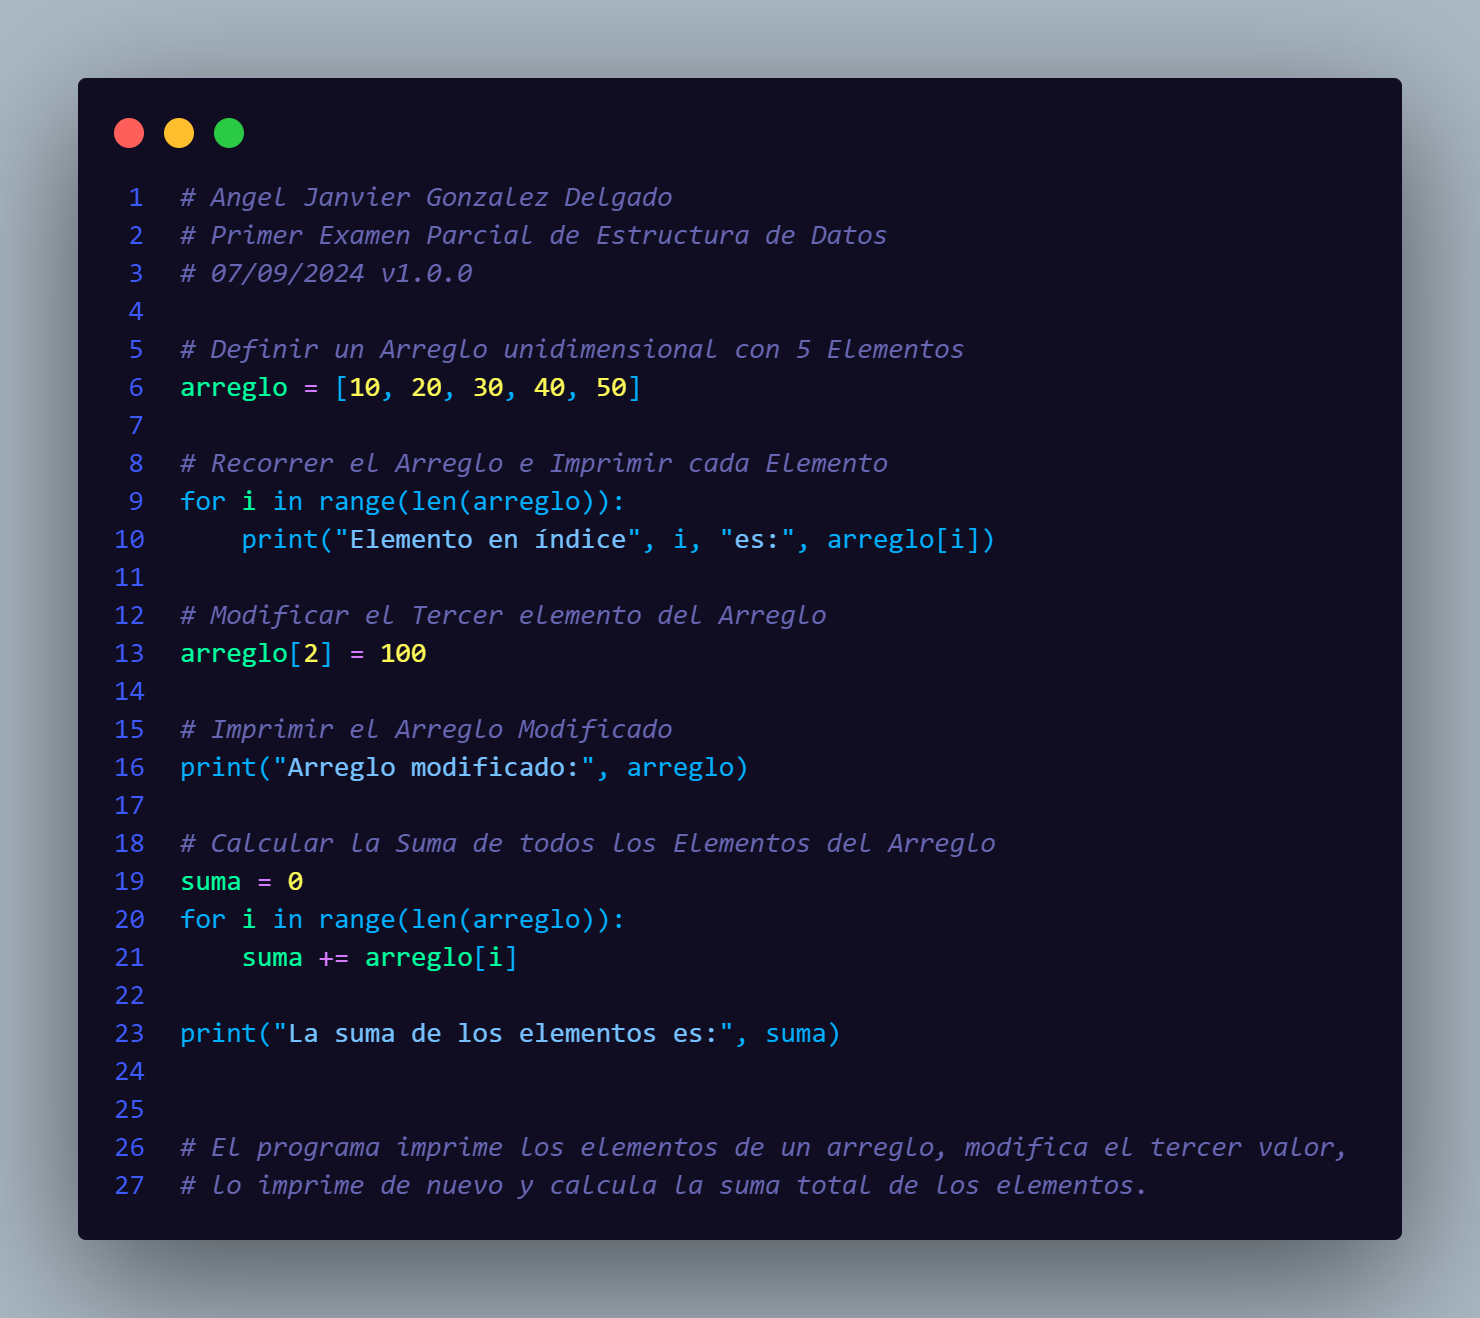 1 # Angel Janvier Gonzalez Delgado
2 # Primer Examen Parcial de Estructura de Datos
3 # 07/09/2024 v1.0.0
4
5 # Definir un Arreglo unidimensional con 5 Elementos
6 arreglo = [10, 20, 30, 40, 50]
7
8 # Recorrer el Arreglo e Imprimir cada Elemento
9 for i in range(len(arreglo)):
10     print("Elemento en índice", i, "es:", arreglo[i])
11
12 # Modificar el Tercer elemento del Arreglo
13 arreglo[2] = 100
14
15 # Imprimir el Arreglo Modificado
16 print("Arreglo modificado:", arreglo)
17
18 # Calcular la Suma de todos los Elementos del Arreglo
19 suma = 0
20 for i in range(len(arreglo)):
21     suma += arreglo[i]
22
23 print("La suma de los elementos es:", suma)
24
25
26 # El programa imprime los elementos de un arreglo, modifica el tercer valor,
27 # lo imprime de nuevo y calcula la suma total de los elementos.